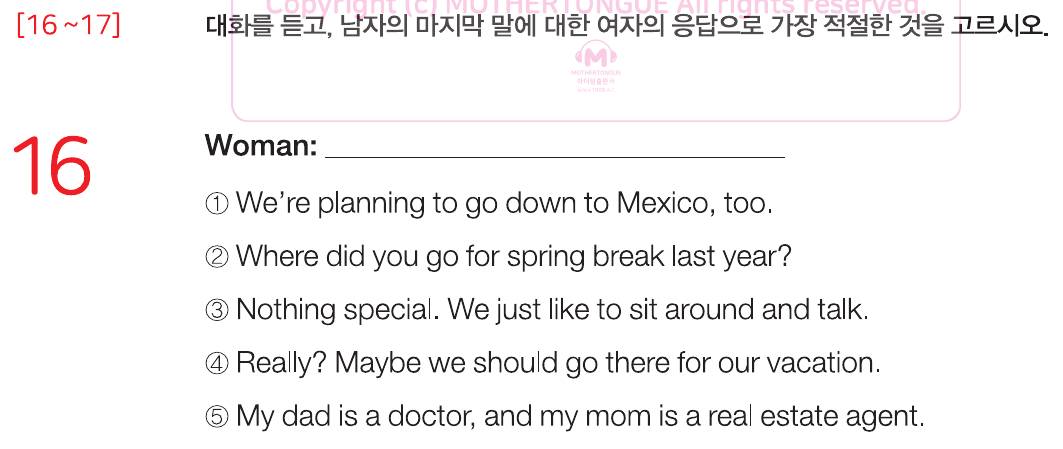 Copyright (c) MOTHERTONGUE All rights reserved.
[16 ~ 17] 대화를 듣고, 남자의 마지막 말에 대한 여자의 응답으로 가장 적절한 것을 고르시오.
MOTHERTONGUE
16 Woman:
① We're planning to go down to Mexico, too.
② Where did you go for spring break last year?
③ Nothing special. We just like to sit around and talk.
④ Really? Maybe we should go there for our vacation.
⑤ My dad is a doctor, and my mom is a real estate agent.